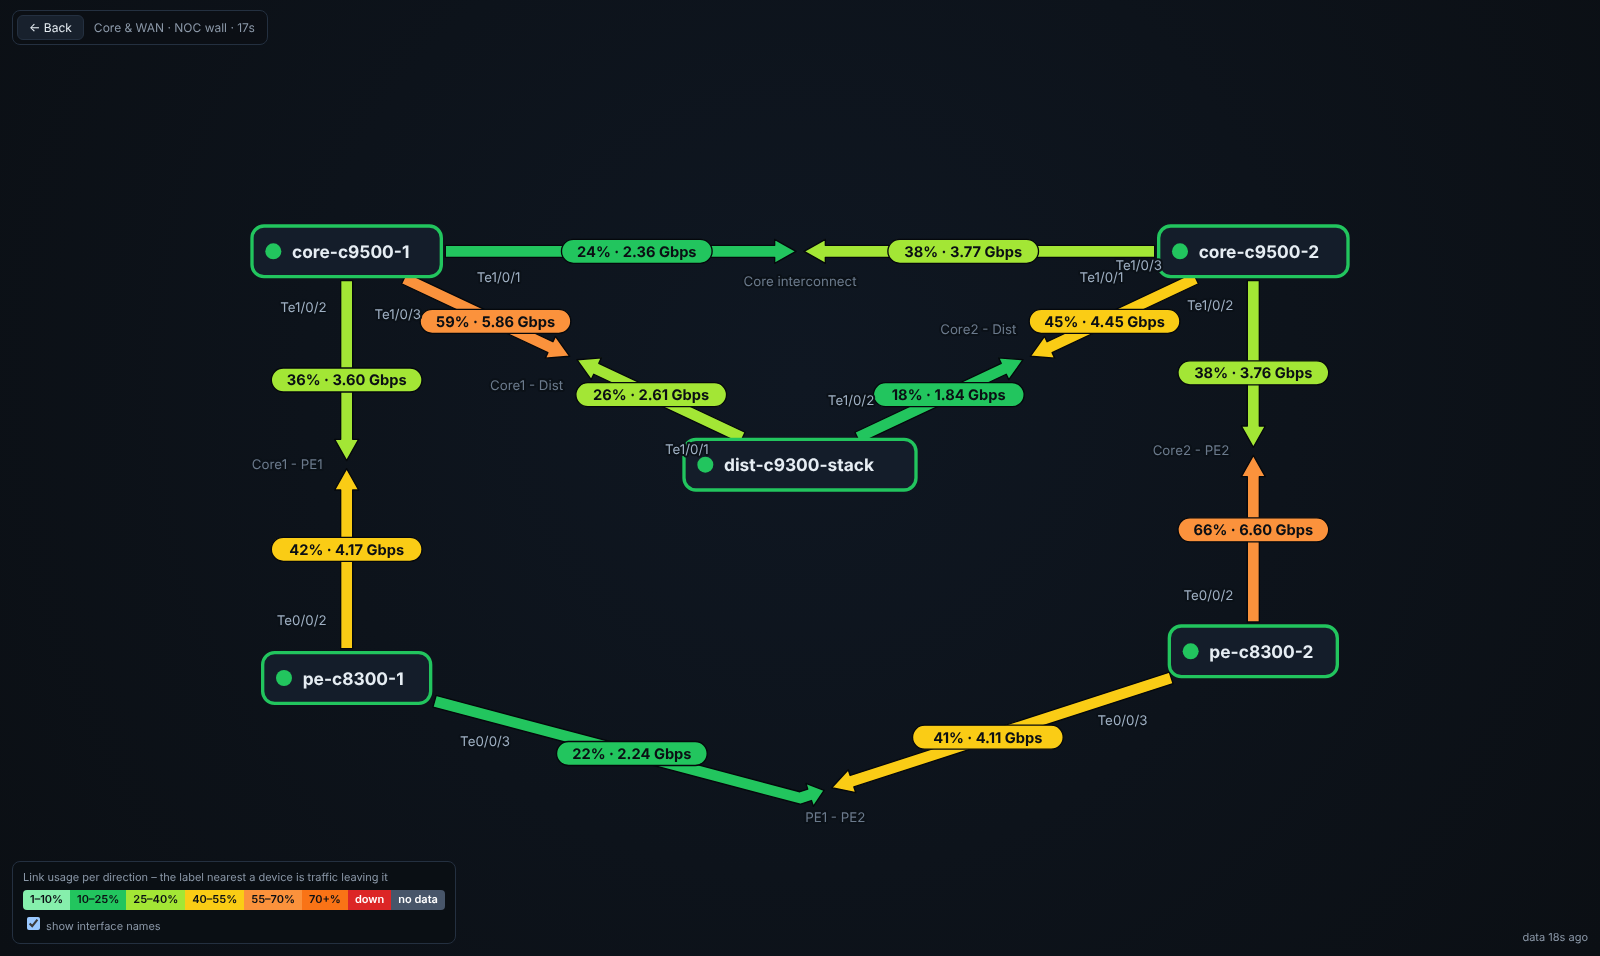 ← Back Core & WAN · NOC wall · 17s
core-c9500-1
24% · 2.36 Gbps
38% · 3.77 Gbps
core-c9500-2
Te1/0/1
Core interconnect
Te1/0/1
Te1/0/3
Te1/0/2
Te1/0/3
59% · 5.86 Gbps
Core2 - Dist
45% · 4.45 Gbps
Te1/0/2
36% · 3.60 Gbps
Core1 - Dist
26% · 2.61 Gbps
Te1/0/2
18% · 1.84 Gbps
38% · 3.76 Gbps
Te1/0/1
dist-c9300-stack
Core1 - PE1
Core2 - PE2
42% · 4.17 Gbps
66% · 6.60 Gbps
Te0/0/2
Te0/0/2
pe-c8300-1
pe-c8300-2
Te0/0/3
22% · 2.24 Gbps
41% · 4.11 Gbps
Te0/0/3
PE1 - PE2
Link usage per direction – the label nearest a device is traffic leaving it
1–10% 10–25% 25–40% 40–55% 55–70% 70+% down no data
show interface names
data 18s ago